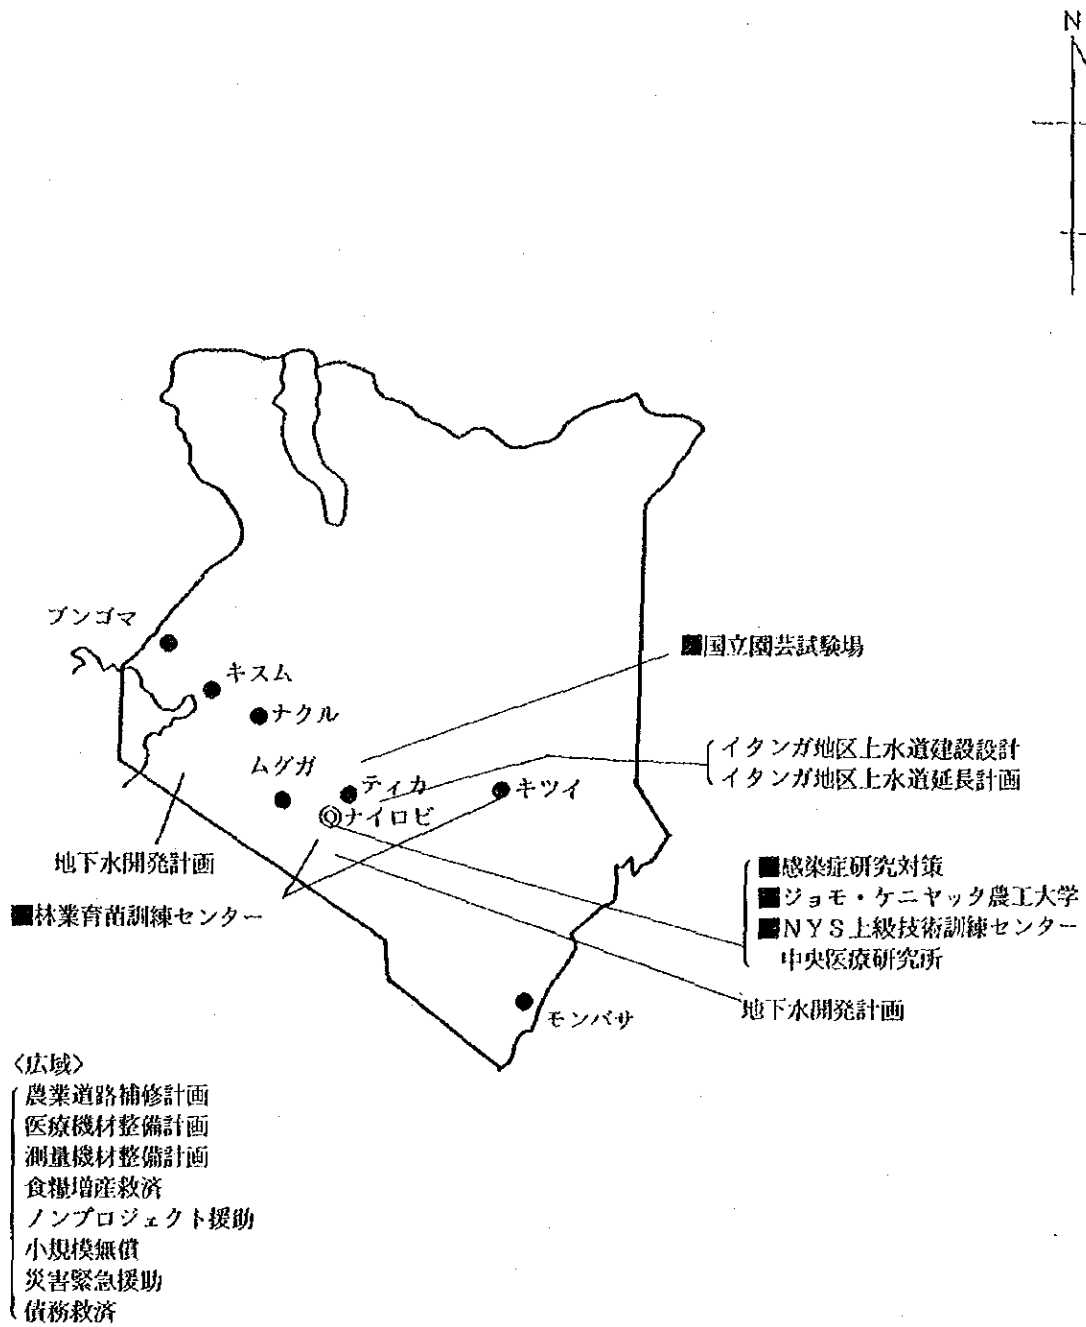 N
ブンゴマ
キスム
ナクル
ムグガ
ティカ
ナイロビ
キツイ
モンバサ
■国立園芸試験場
イタンガ地区上水道建設設計
イタンガ地区上水道延長計画
地下水開発計画
■林業育苗訓練センター
■感染症研究対策
■ジョモ・ケニヤッタ農工大学
■NYS上級技術訓練センター
中央医療研究所
地下水開発計画
〈広域〉
農業道路補修計画
医療機材整備計画
測量機材整備計画
食糧増産救済
ノンプロジェクト援助
小規模無償
災害緊急援助
債務救済